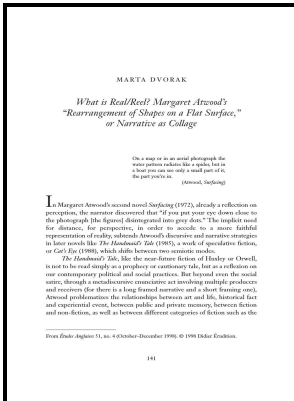 MARTA DVORAK
What is Real/Reel? Margaret Atwood's
"Rearrangement of Shapes on a Flat Surface,"
or Narrative as Collage
On a map or in an aerial photograph the
water pattern radiates like a spider, but in
a boat you can see only a small part of it,
the part you're in.
(Atwood, Surfacing)
In Margaret Atwood's second novel Surfacing (1972), already a reflection on
perception, the narrator discovered that "if you put your eye down close to
the photograph [the figures] disintegrated into grey dots." The implicit need
for distance, for perspective, in order to accede to a more faithful
representation of reality, subtends Atwood's discursive and narrative strategies
in later novels like The Handmaid's Tale (1985), a work of speculative fiction,
or Cat's Eye (1988), which shifts between two semiotic modes.
The Handmaid's Tale, like the near-future fiction of Huxley or Orwell,
is not to be read simply as a prophecy or cautionary tale, but as a reflection on
our contemporary political and social practices. But beyond even the social
satire, through a metadiscursive enunciative act involving multiple producers
and receivers (for there is a long framed narrative and a short framing one),
Atwood problematizes the relationships between art and life, historical fact
and experiential event, between public and private memory, between fiction
and non-fiction, as well as between different categories of fiction such as the
From Études Anglaises 51, no. 4 (October–December 1998). © 1998 Didier Érudition.
141